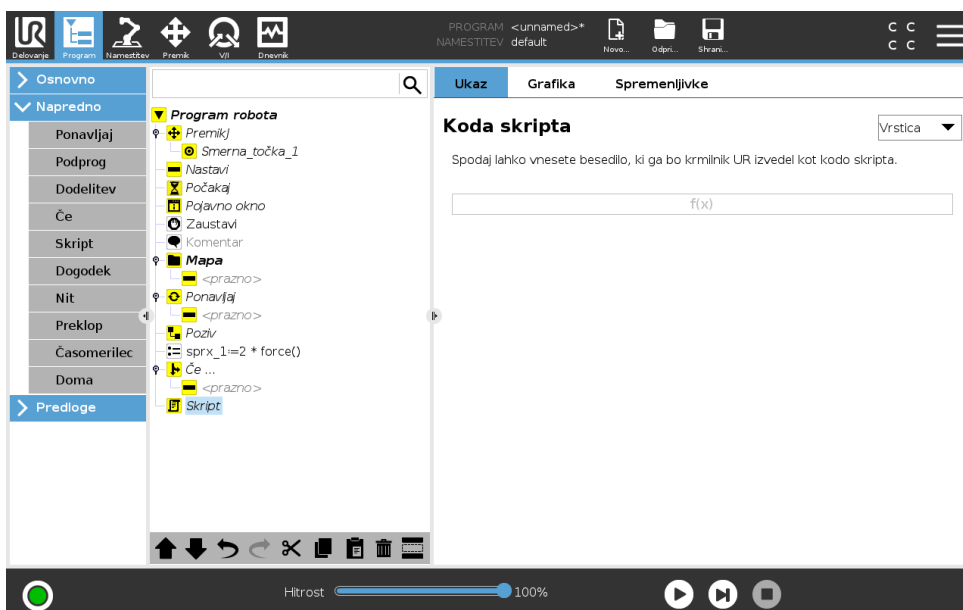 UR
PROGRAM <unnamed>*
NAMESTITEV default
C C
C C
Delovanje Program Namestitev Premik V/I Dnevnik Novo... Odpri... Shrani...
Osnovno
Napredno
Ponavljaj
Podprog
Dodelitev
Če
Skript
Dogodek
Nit
Preklop
Časomerilec
Doma
Predloge
Program robota
PremikJ
Smerna_točka_1
Nastavi
Počakaj
Pojavno okno
Zaustavi
Komentar
Mapa
<prazno>
Ponavljaj
<prazno>
Poziv
sprx_1:=2 * force()
Če ...
<prazno>
Skript
Ukaz Grafika Spremenljivke
Koda skripta
Vrstica
Spodaj lahko vnesete besedilo, ki ga bo krmilnik UR izvedel kot kodo skripta.
f(x)
Hitrost 100%